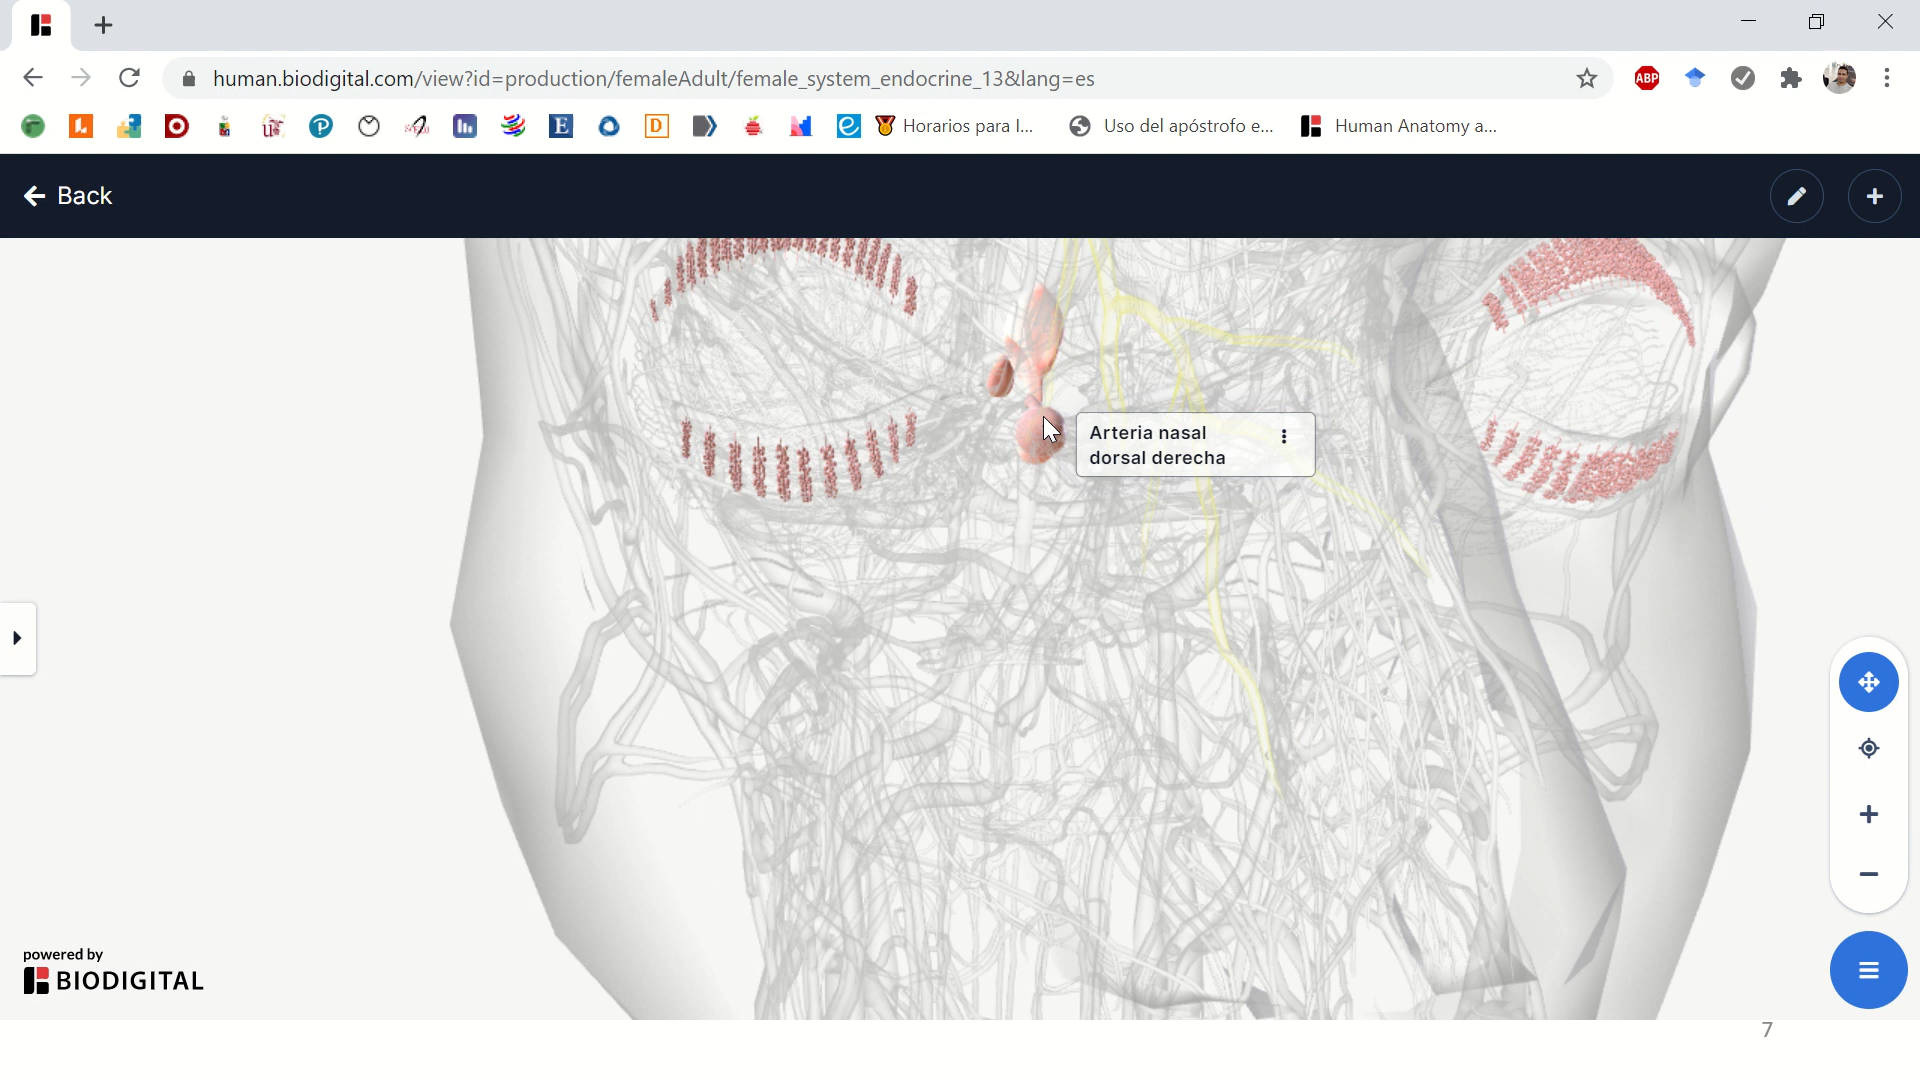 human.biodigital.com/view?id=production/femaleAdult/female_system_endocrine_13&lang=es
ABP
Horarios para l...
Uso del apóstrofo e...
Human Anatomy a...
Back
Arteria nasal
dorsal derecha
powered by
BIODIGITAL
7